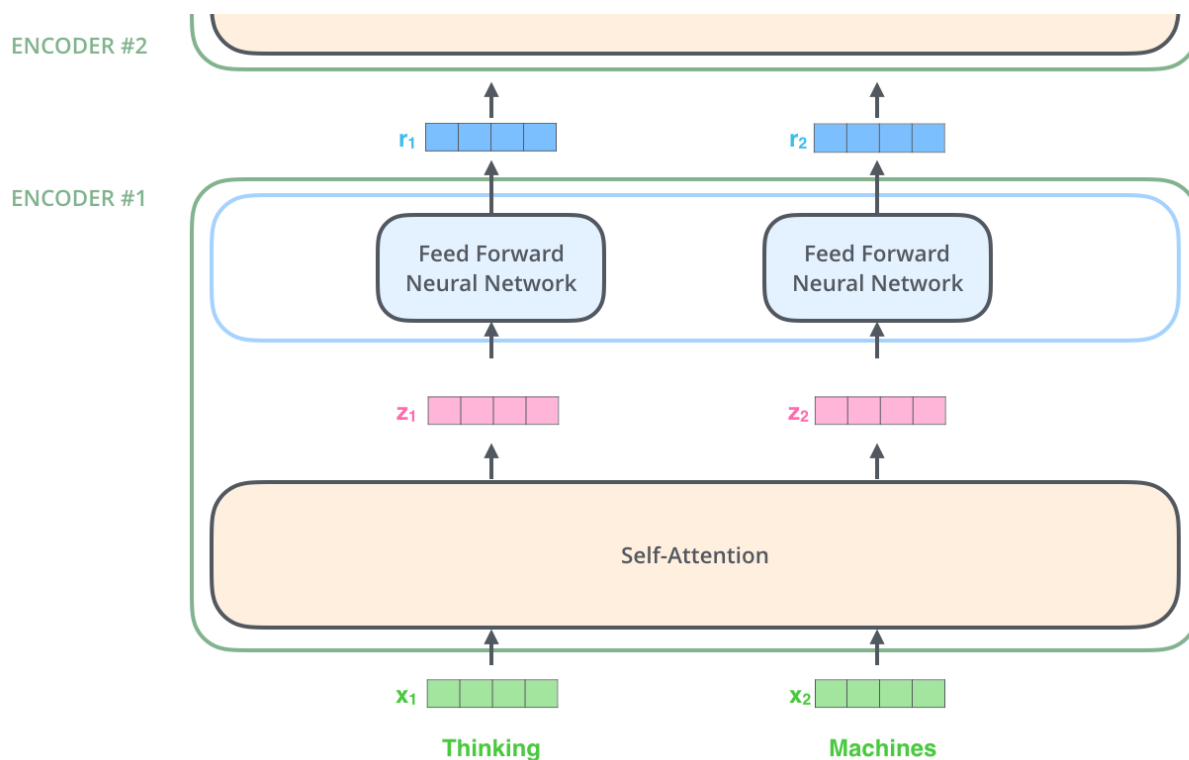 ENCODER #2
r₁
r₂
ENCODER #1
Feed Forward
Neural Network
Feed Forward
Neural Network
z₁
z₂
Self-Attention
x₁
x₂
Thinking
Machines